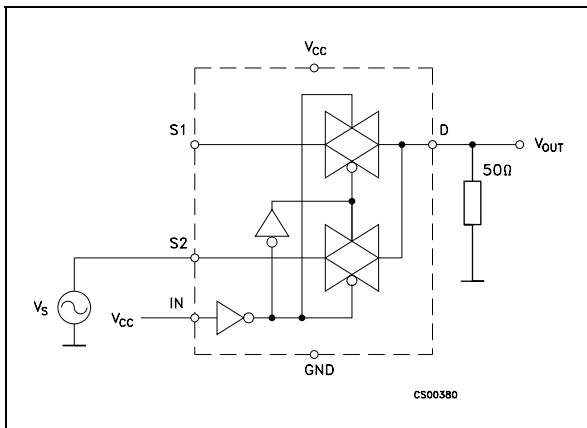 VCC
S1
D
VOUT
50Ω
S2
VS
IN
VCC
GND
CS00380